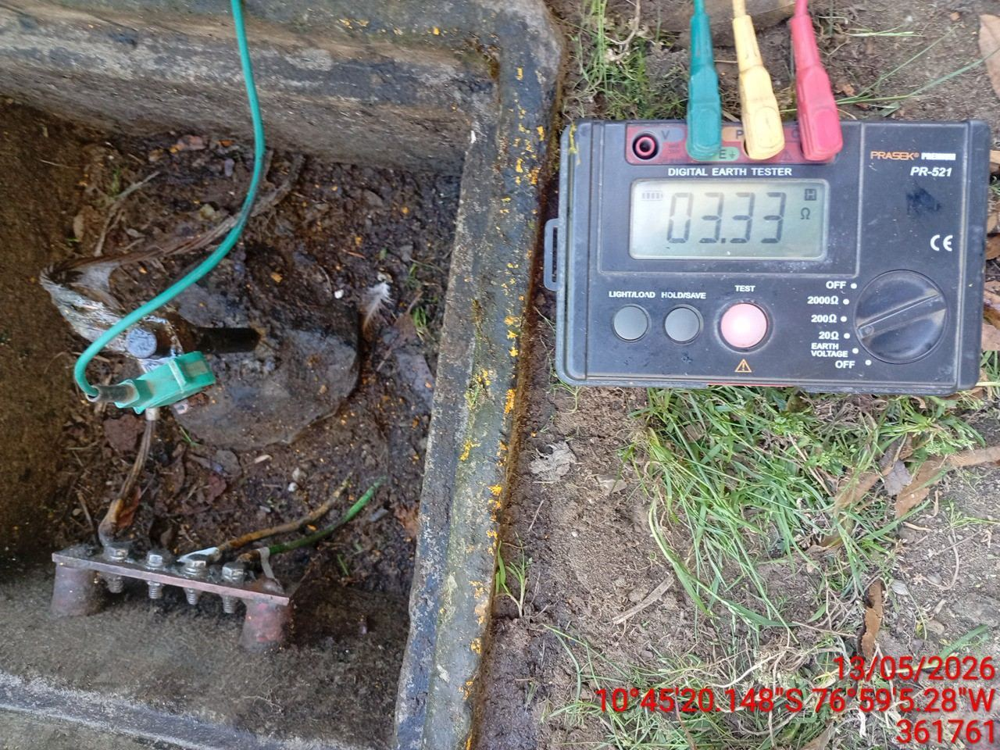 V
P
E
C
DIGITAL EARTH TESTER
PRASEK® PREMIUM
PR-521
03.33
H
Ω
CE
LIGHT/LOAD HOLD/SAVE TEST
OFF
2000Ω
200Ω
20Ω
EARTH
VOLTAGE
OFF
13/05/2026
10°45'20.148"S 76°59'5.28"W
361761